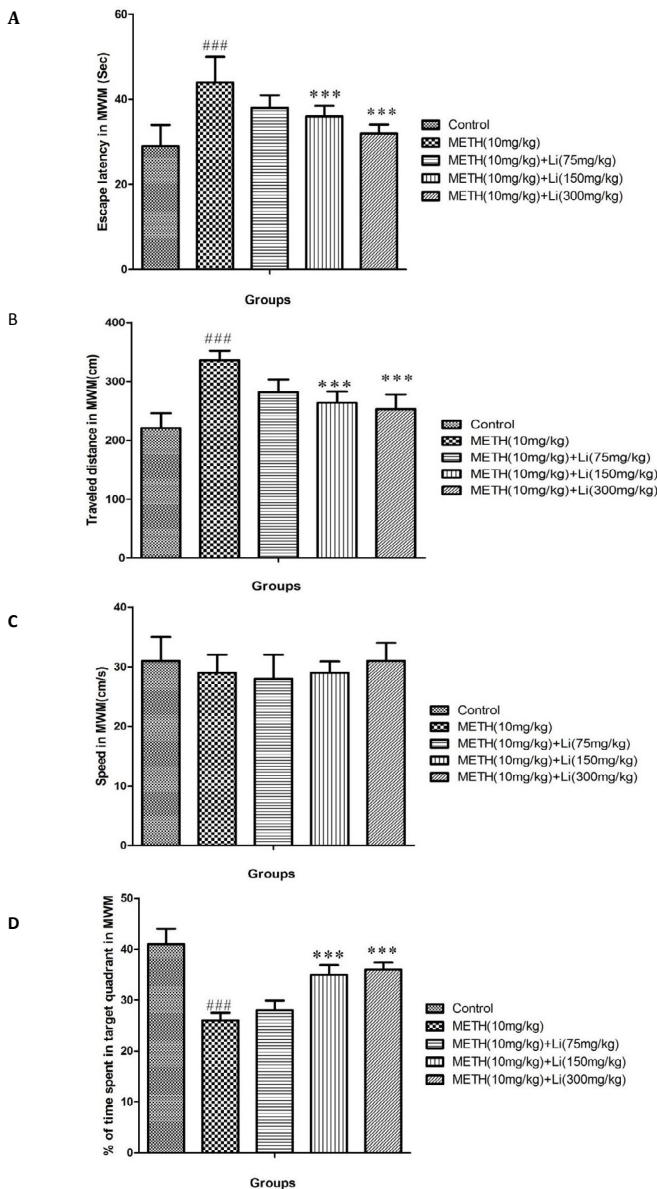 A
Escape latency in MWM (Sec)
60
40
20
0
###
***
***
Groups
Control
METH(10mg/kg)
METH(10mg/kg)+Li(75mg/kg)
METH(10mg/kg)+Li(150mg/kg)
METH(10mg/kg)+Li(300mg/kg)
B
Traveled distance in MWM(cm)
400
300
200
100
0
###
***
***
Groups
Control
METH(10mg/kg)
METH(10mg/kg)+Li(75mg/kg)
METH(10mg/kg)+Li(150mg/kg)
METH(10mg/kg)+Li(300mg/kg)
C
Speed in MWM(cm/s)
40
30
20
10
0
Groups
Control
METH(10mg/kg)
METH(10mg/kg)+Li(75mg/kg)
METH(10mg/kg)+Li(150mg/kg)
METH(10mg/kg)+Li(300mg/kg)
D
% of time spent in target quadrant in MWM
50
40
30
20
10
0
###
***
***
Groups
Control
METH(10mg/kg)
METH(10mg/kg)+Li(75mg/kg)
METH(10mg/kg)+Li(150mg/kg)
METH(10mg/kg)+Li(300mg/kg)